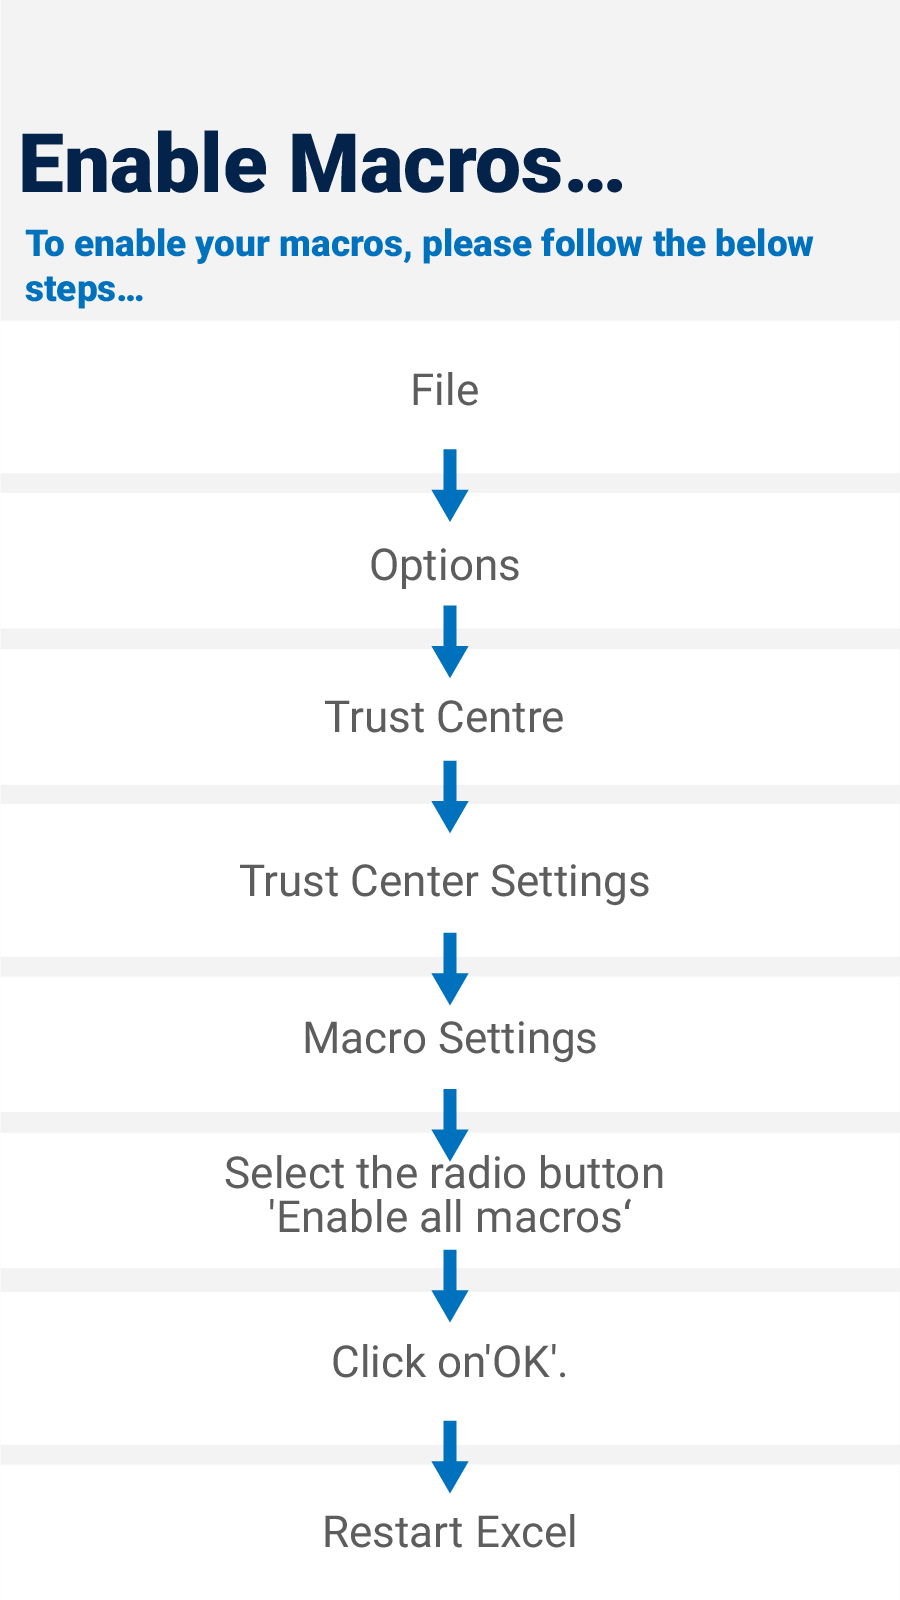 Enable Macros...
To enable your macros, please follow the below
steps...
File
Options
Trust Centre
Trust Center Settings
Macro Settings
Select the radio button
'Enable all macros‘
Click on'OK'.
Restart Excel